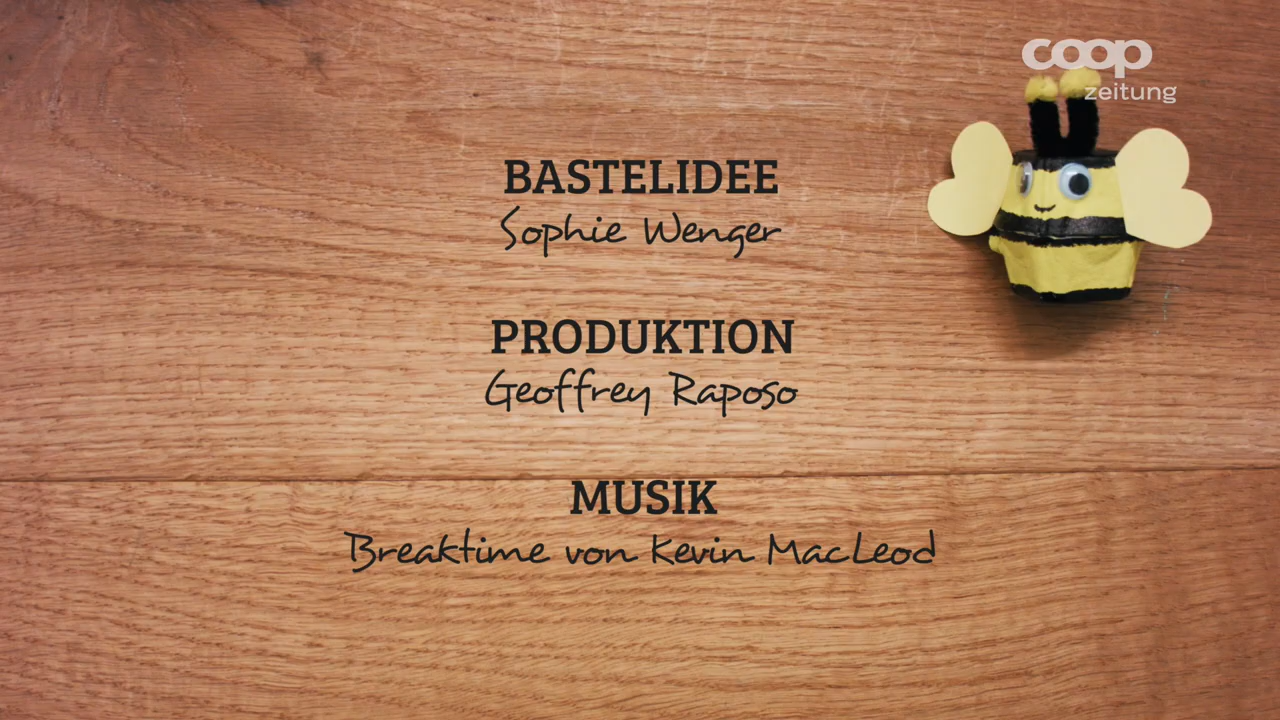 coop
zeitung
BASTELIDEE
Sophie Wenger
PRODUKTION
Geoffrey Raposo
MUSIK
Breaktime von Kevin MacLeod